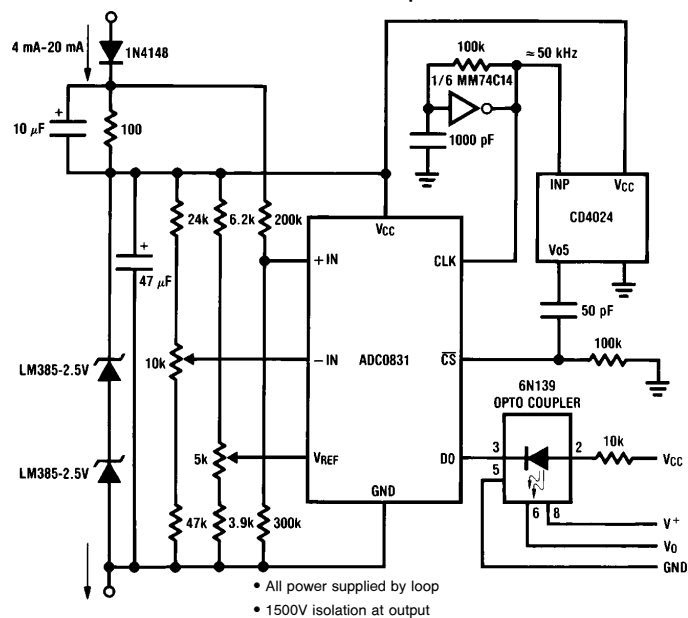 4 mA-20 mA
1N4148
10 μF
+
100
100k
≈ 50 kHz
1/6 MM74C14
1000 pF
INP
VCC
CD4024
VO5
50 pF
100k
24k
6.2k
200k
VCC
+ IN
CLK
+
47 μF
10k
− IN
ADC0831
CS
LM385-2.5V
6N139
OPTO COUPLER
LM385-2.5V
5k
VREF
DO
3
2
10k
VCC
5
6
8
V+
VO
GND
47k
3.9k
300k
GND
• All power supplied by loop
• 1500V isolation at output